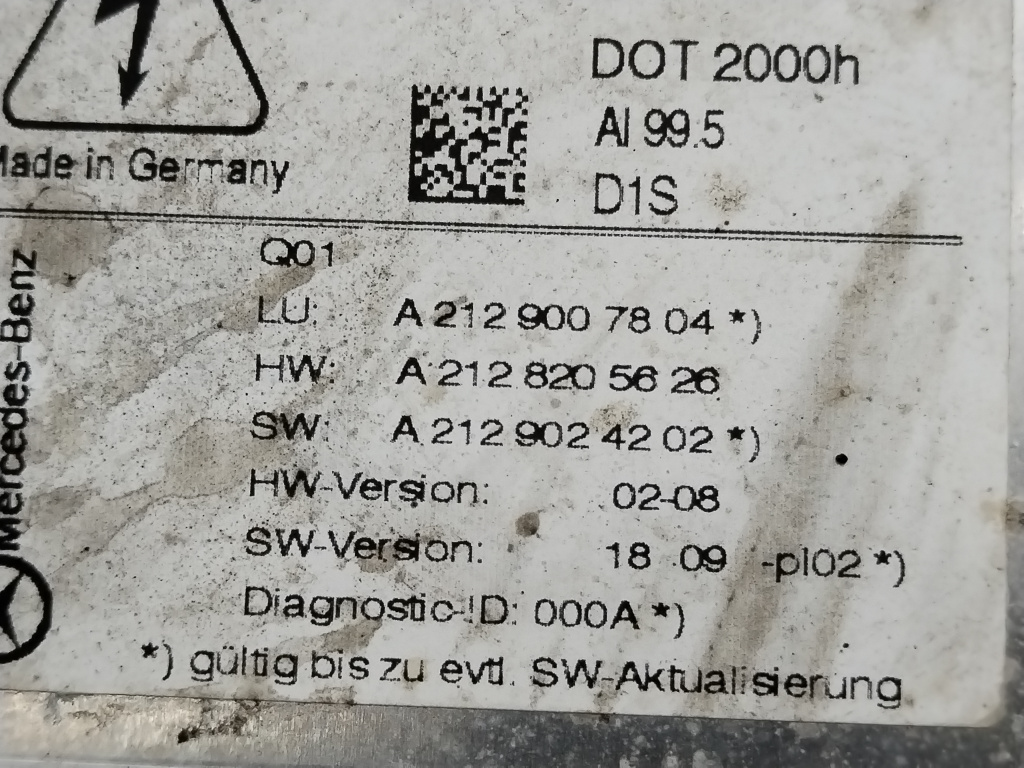 DOT 2000h
Al 99.5
D1S
Made in Germany
Mercedes-Benz
Q01
LU: A 212 900 78 04 *)
HW: A 212 820 56 26
SW: A 212 902 42 02 *)
HW-Version: 02-08
SW-Version: 18 .09 -pl02 *)
Diagnostic-ID: 000A *)
*) gültig bis zu evtl. SW-Aktualisierung